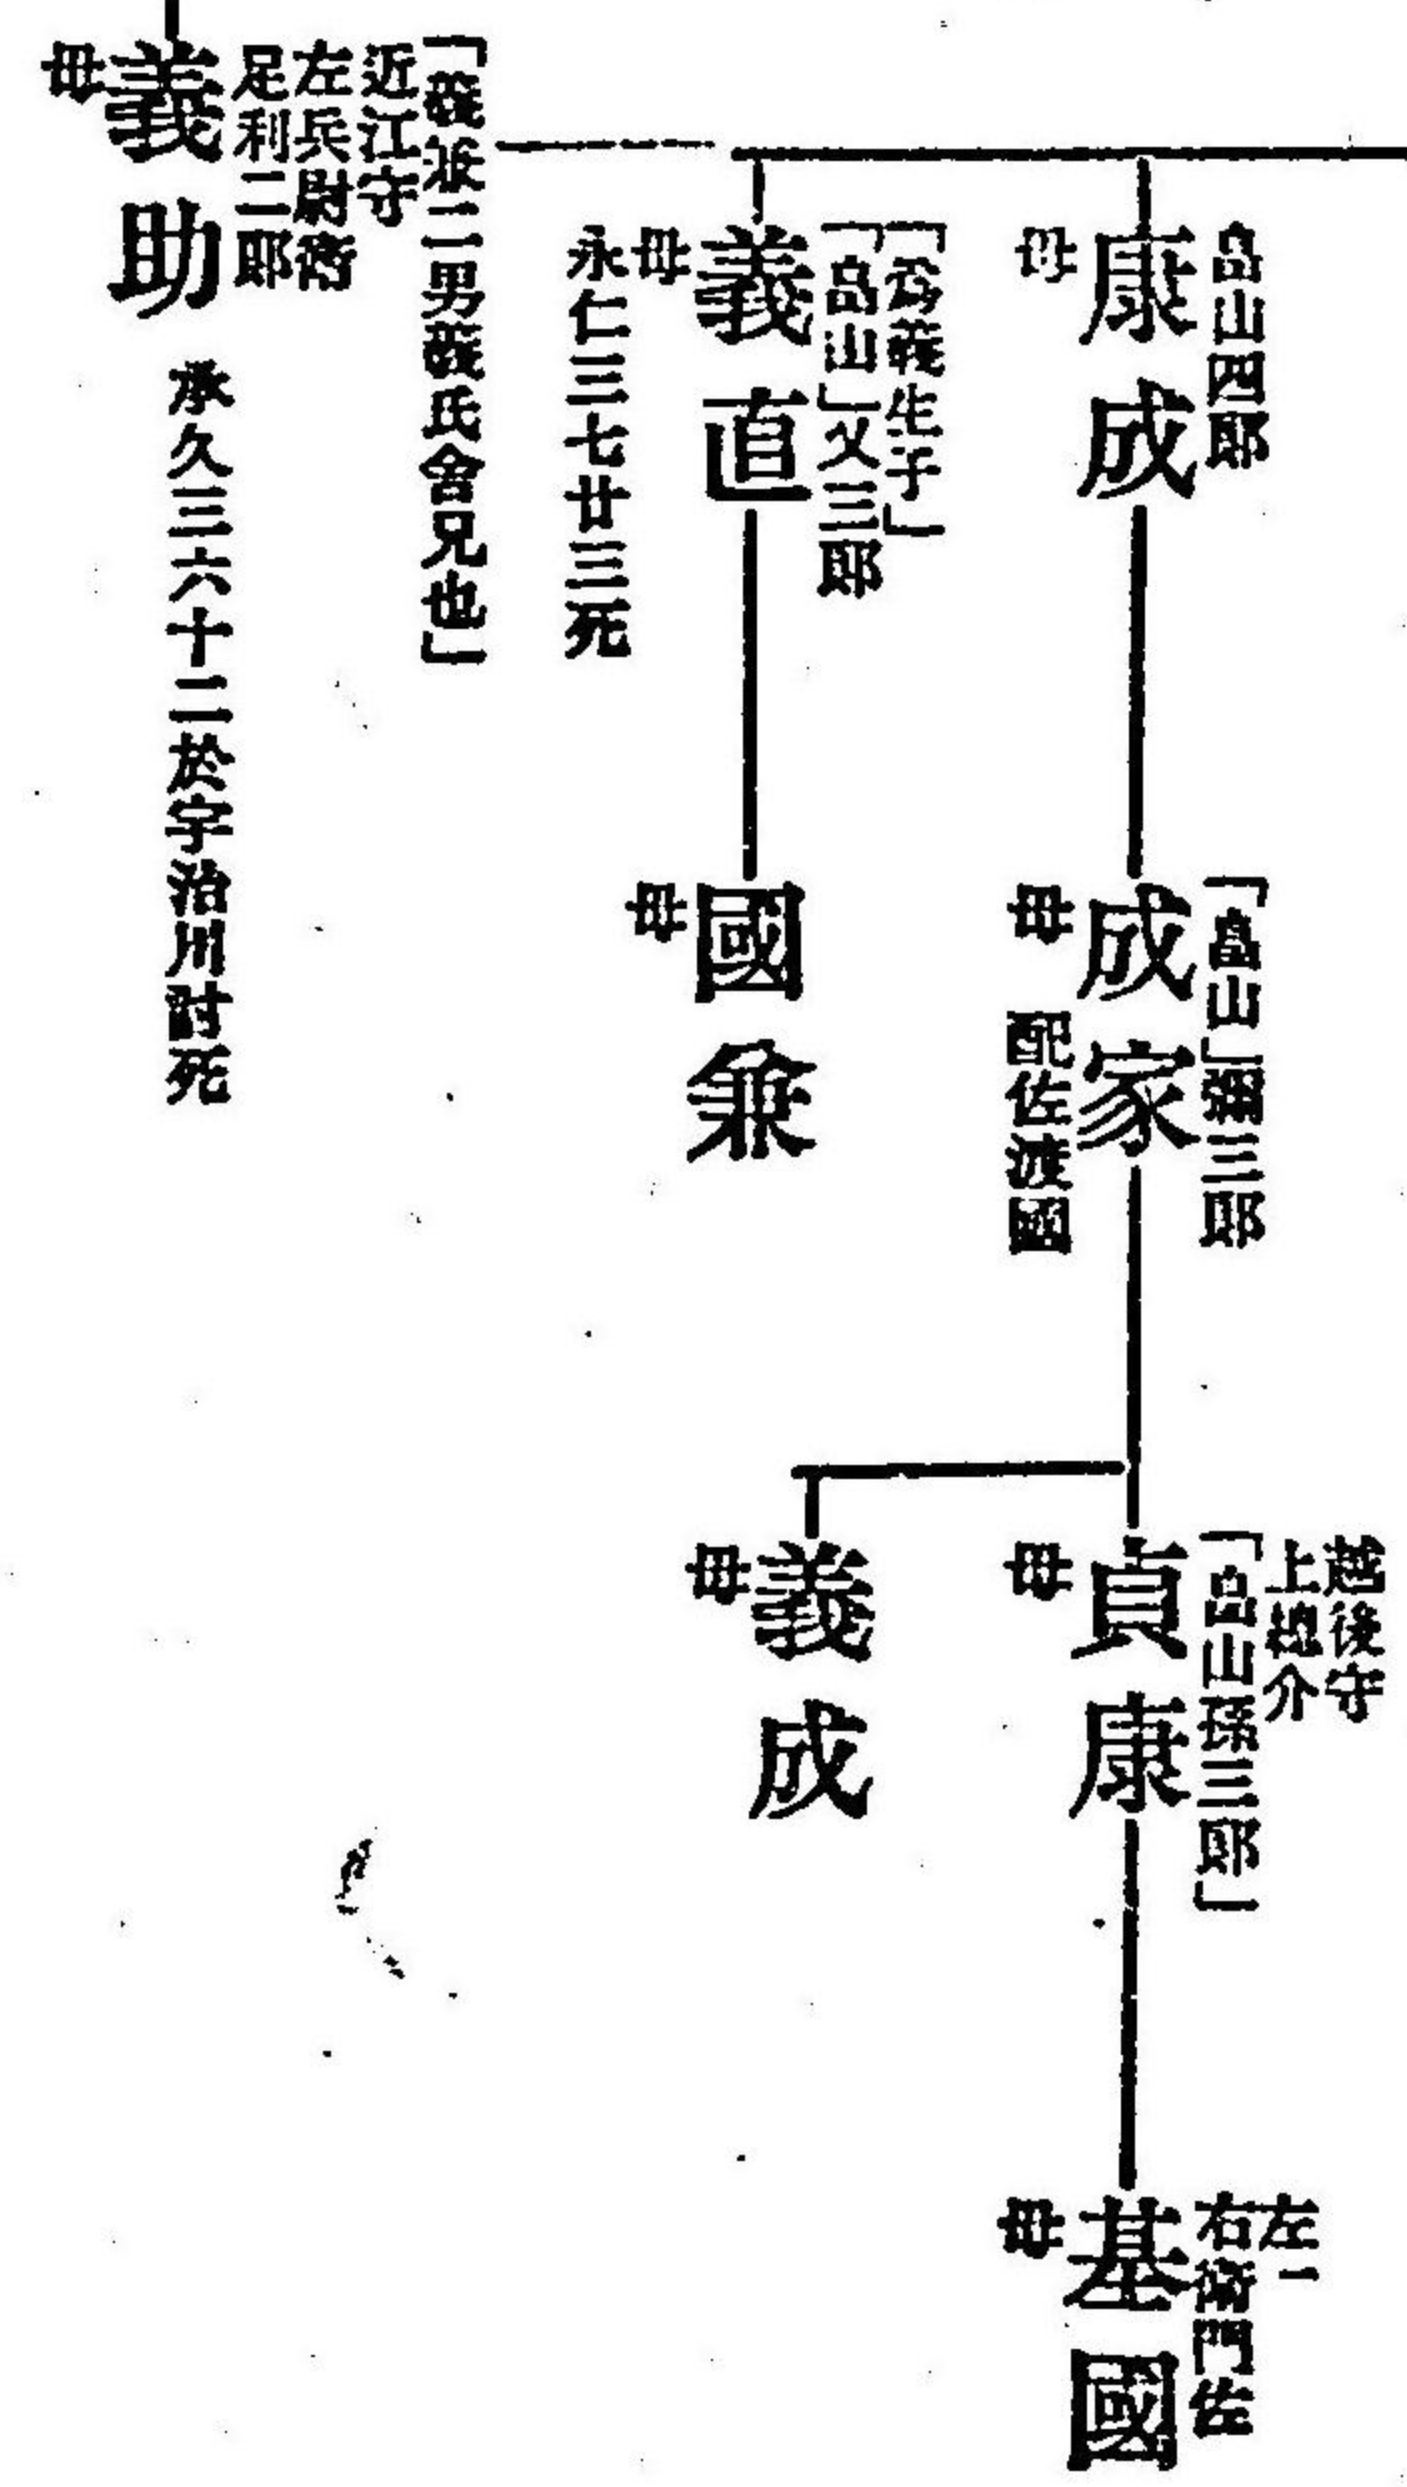 畠山四郎
康成
母
「畠山」彌三郎
成家
母
配佐渡國
越後守
上總介
「畠山孫三郎」
貞康
母
左一
右衛門佐
基國
母
義成
母
「爲義生子」
「畠山」又三郎
義直
母
永仁三七廿三死
國兼
母
「義兼二男義氏舍兄也」
近江守
左兵尉衛
足利二郎
義助
母
承久三六十二於宇治川討死